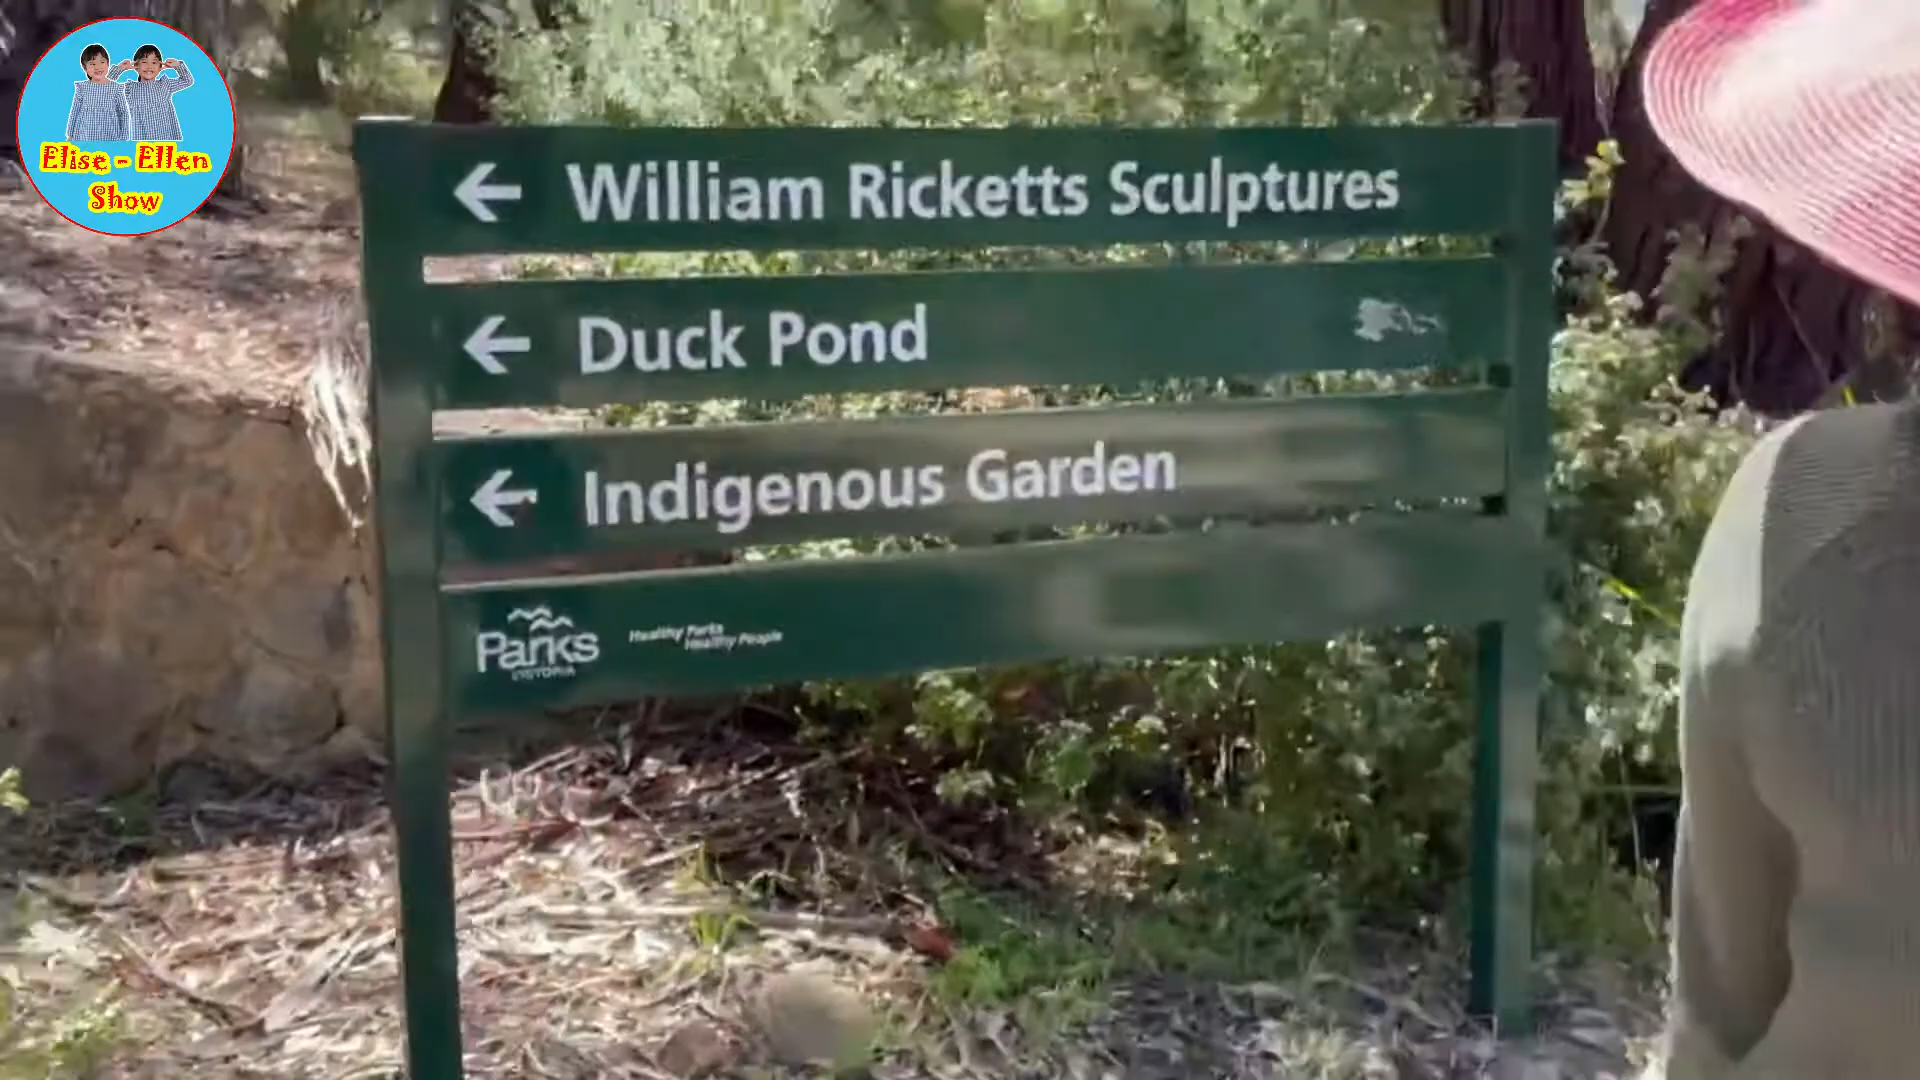 Elise - Ellen
Show
William Ricketts Sculptures
Duck Pond
Indigenous Garden
Parks
VICTORIA
Healthy Parks
Healthy People